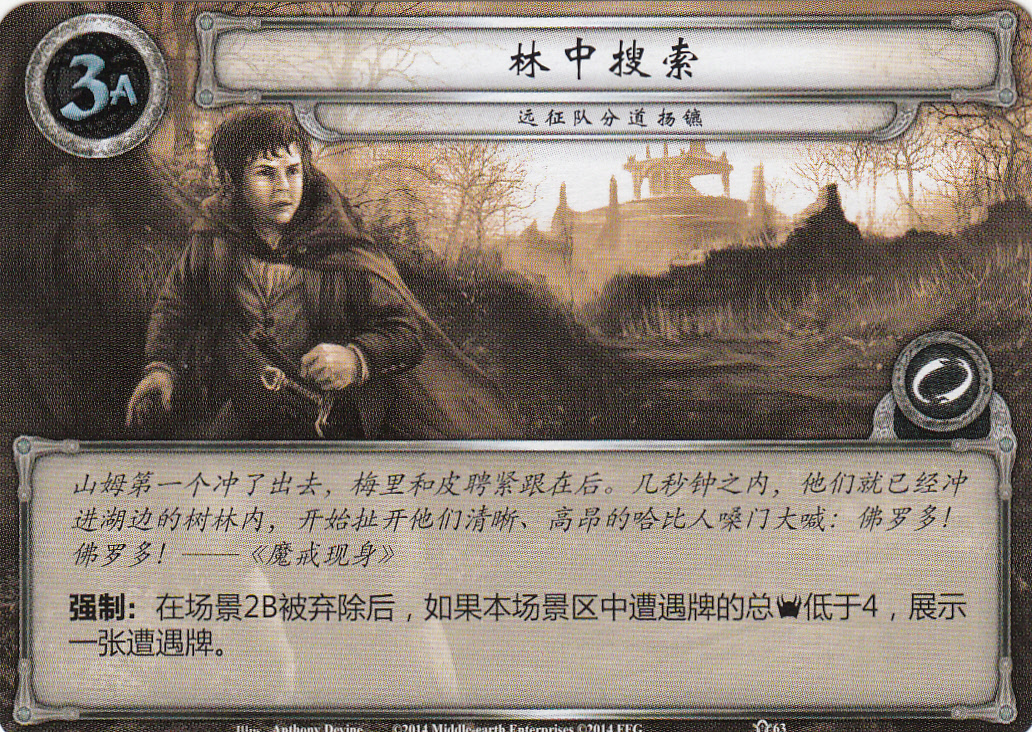 3A
林中搜索
远征队分道扬镳
山姆第一个冲了出去，梅里和皮聘紧跟在后。几秒钟之内，他们就已经冲
进湖边的树林内，开始扯开他们清晰、高昂的哈比人嗓门大喊：佛罗多！
佛罗多！——《魔戒现身》
强制：在场景2B被弃除后，如果本场景区中遭遇牌的总低于4，展示
一张遭遇牌。
Illus. Anthony Devine ©2014 Middle-earth Enterprises ©2014 FFG 63